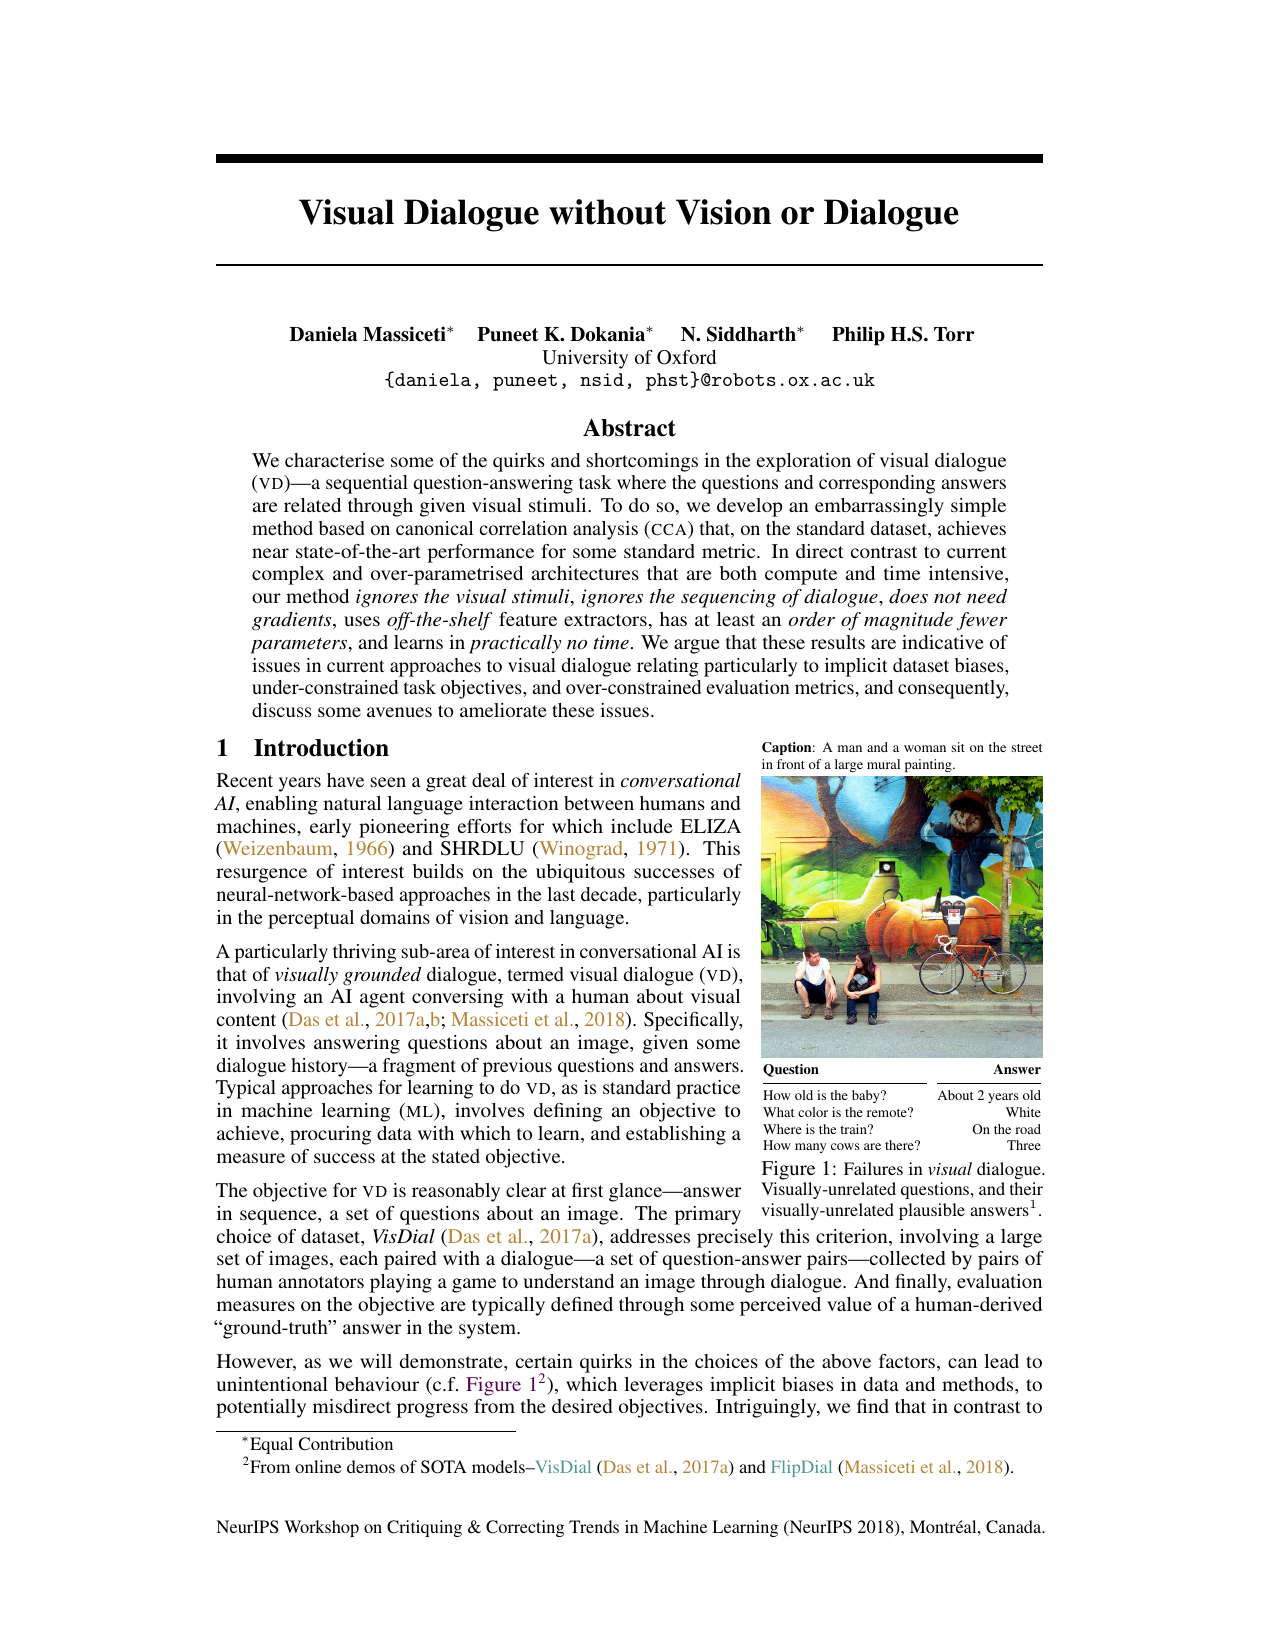 Visual Dialogue without Vision or Dialogue
Daniela Massiceti* Puneet K. Dokania* N. Siddharth* Philip H.S. Torr
University of Oxford
{daniela, puneet, nsid, phst}@robots.ox.ac.uk
Abstract
We characterise some of the quirks and shortcomings in the exploration of visual dialogue
(VD)—a sequential question-answering task where the questions and corresponding answers
are related through given visual stimuli. To do so, we develop an embarrassingly simple
method based on canonical correlation analysis (CCA) that, on the standard dataset, achieves
near state-of-the-art performance for some standard metric. In direct contrast to current
complex and over-parametrised architectures that are both compute and time intensive,
our method ignores the visual stimuli, ignores the sequencing of dialogue, does not need
gradients, uses off-the-shelf feature extractors, has at least an order of magnitude fewer
parameters, and learns in practically no time. We argue that these results are indicative of
issues in current approaches to visual dialogue relating particularly to implicit dataset biases,
under-constrained task objectives, and over-constrained evaluation metrics, and consequently,
discuss some avenues to ameliorate these issues.
1 Introduction
Recent years have seen a great deal of interest in conversational
AI, enabling natural language interaction between humans and
machines, early pioneering efforts for which include ELIZA
(Weizenbaum, 1966) and SHRDLU (Winograd, 1971). This
resurgence of interest builds on the ubiquitous successes of
neural-network-based approaches in the last decade, particularly
in the perceptual domains of vision and language.
A particularly thriving sub-area of interest in conversational AI is
that of visually grounded dialogue, termed visual dialogue (VD),
involving an AI agent conversing with a human about visual
content (Das et al., 2017a,b; Massiceti et al., 2018). Specifically,
it involves answering questions about an image, given some
dialogue history—a fragment of previous questions and answers.
Typical approaches for learning to do VD, as is standard practice
in machine learning (ML), involves defining an objective to
achieve, procuring data with which to learn, and establishing a
measure of success at the stated objective.
Caption: A man and a woman sit on the street
in front of a large mural painting.
Question Answer
How old is the baby? About 2 years old
What color is the remote? White
Where is the train? On the road
How many cows are there? Three
Figure 1: Failures in visual dialogue.
Visually-unrelated questions, and their
visually-unrelated plausible answers1.
The objective for VD is reasonably clear at first glance—answer
in sequence, a set of questions about an image. The primary
choice of dataset, VisDial (Das et al., 2017a), addresses precisely this criterion, involving a large
set of images, each paired with a dialogue—a set of question-answer pairs—collected by pairs of
human annotators playing a game to understand an image through dialogue. And finally, evaluation
measures on the objective are typically defined through some perceived value of a human-derived
“ground-truth” answer in the system.
However, as we will demonstrate, certain quirks in the choices of the above factors, can lead to
unintentional behaviour (c.f. Figure 12), which leverages implicit biases in data and methods, to
potentially misdirect progress from the desired objectives. Intriguingly, we find that in contrast to
*Equal Contribution
2From online demos of SOTA models–VisDial (Das et al., 2017a) and FlipDial (Massiceti et al., 2018).
NeurIPS Workshop on Critiquing & Correcting Trends in Machine Learning (NeurIPS 2018), Montréal, Canada.